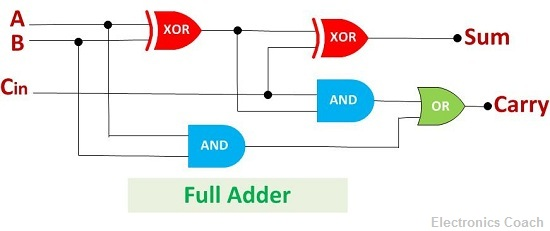 A
B
Cin
XOR
XOR
Sum
AND
OR
Carry
AND
Full Adder
Electronics Coach